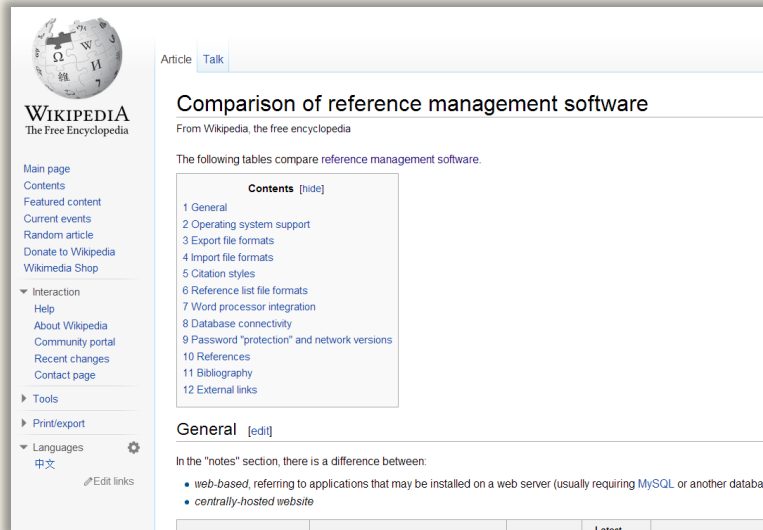 WIKIPEDIA
The Free Encyclopedia
Main page
Contents
Featured content
Current events
Random article
Donate to Wikipedia
Wikimedia Shop
Interaction
Help
About Wikipedia
Community portal
Recent changes
Contact page
Tools
Print/export
Languages
中文
Edit links
Article Talk
Comparison of reference management software
From Wikipedia, the free encyclopedia
The following tables compare reference management software.
Contents [hide]
1 General
2 Operating system support
3 Export file formats
4 Import file formats
5 Citation styles
6 Reference list file formats
7 Word processor integration
8 Database connectivity
9 Password "protection" and network versions
10 References
11 Bibliography
12 External links
General [edit]
In the "notes" section, there is a difference between:
• web-based, referring to applications that may be installed on a web server (usually requiring MySQL or another databa
• centrally-hosted website
Latest